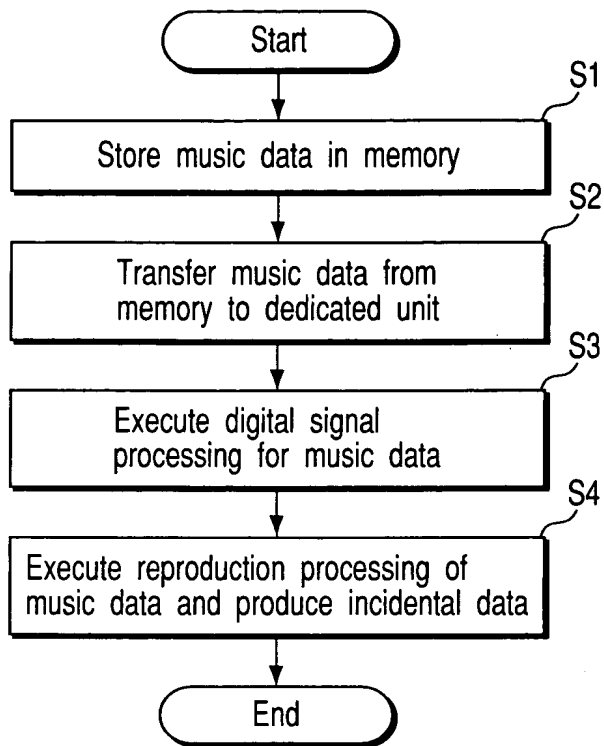 Start
S1
Store music data in memory
S2
Transfer music data from
memory to dedicated unit
S3
Execute digital signal
processing for music data
S4
Execute reproduction processing of
music data and produce incidental data
End